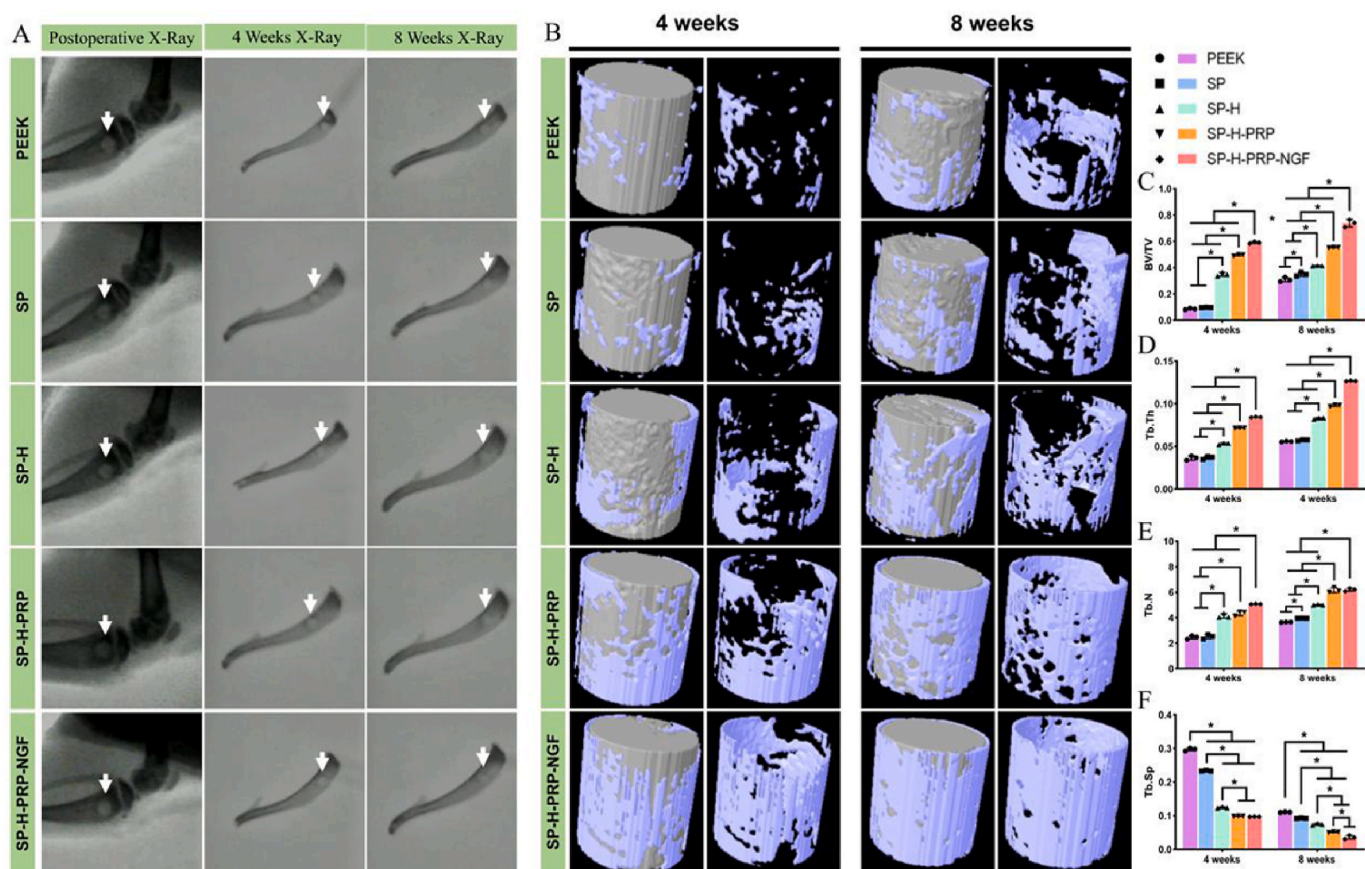 A
Postoperative X-Ray
4 Weeks X-Ray
8 Weeks X-Ray
PEEK
SP
SP-H
SP-H-PRP
SP-H-PRP-NGF
B
4 weeks
8 weeks
PEEK
SP
SP-H
SP-H-PRP
SP-H-PRP-NGF
PEEK
SP
SP-H
SP-H-PRP
SP-H-PRP-NGF
C
BV/TV
0.8
0.6
0.4
0.2
0.0
* * * * * * * *
4 weeks
8 weeks
D
Tb.Th
0.15
0.10
0.05
0.00
* * * * * *
4 weeks
4 weeks
E
Tb.N
10
8
6
4
2
0
* * * * * * *
4 weeks
8 weeks
F
Tb.Sp
0.4
0.3
0.2
0.1
0.0
* * * * * * *
4 weeks
8 weeks